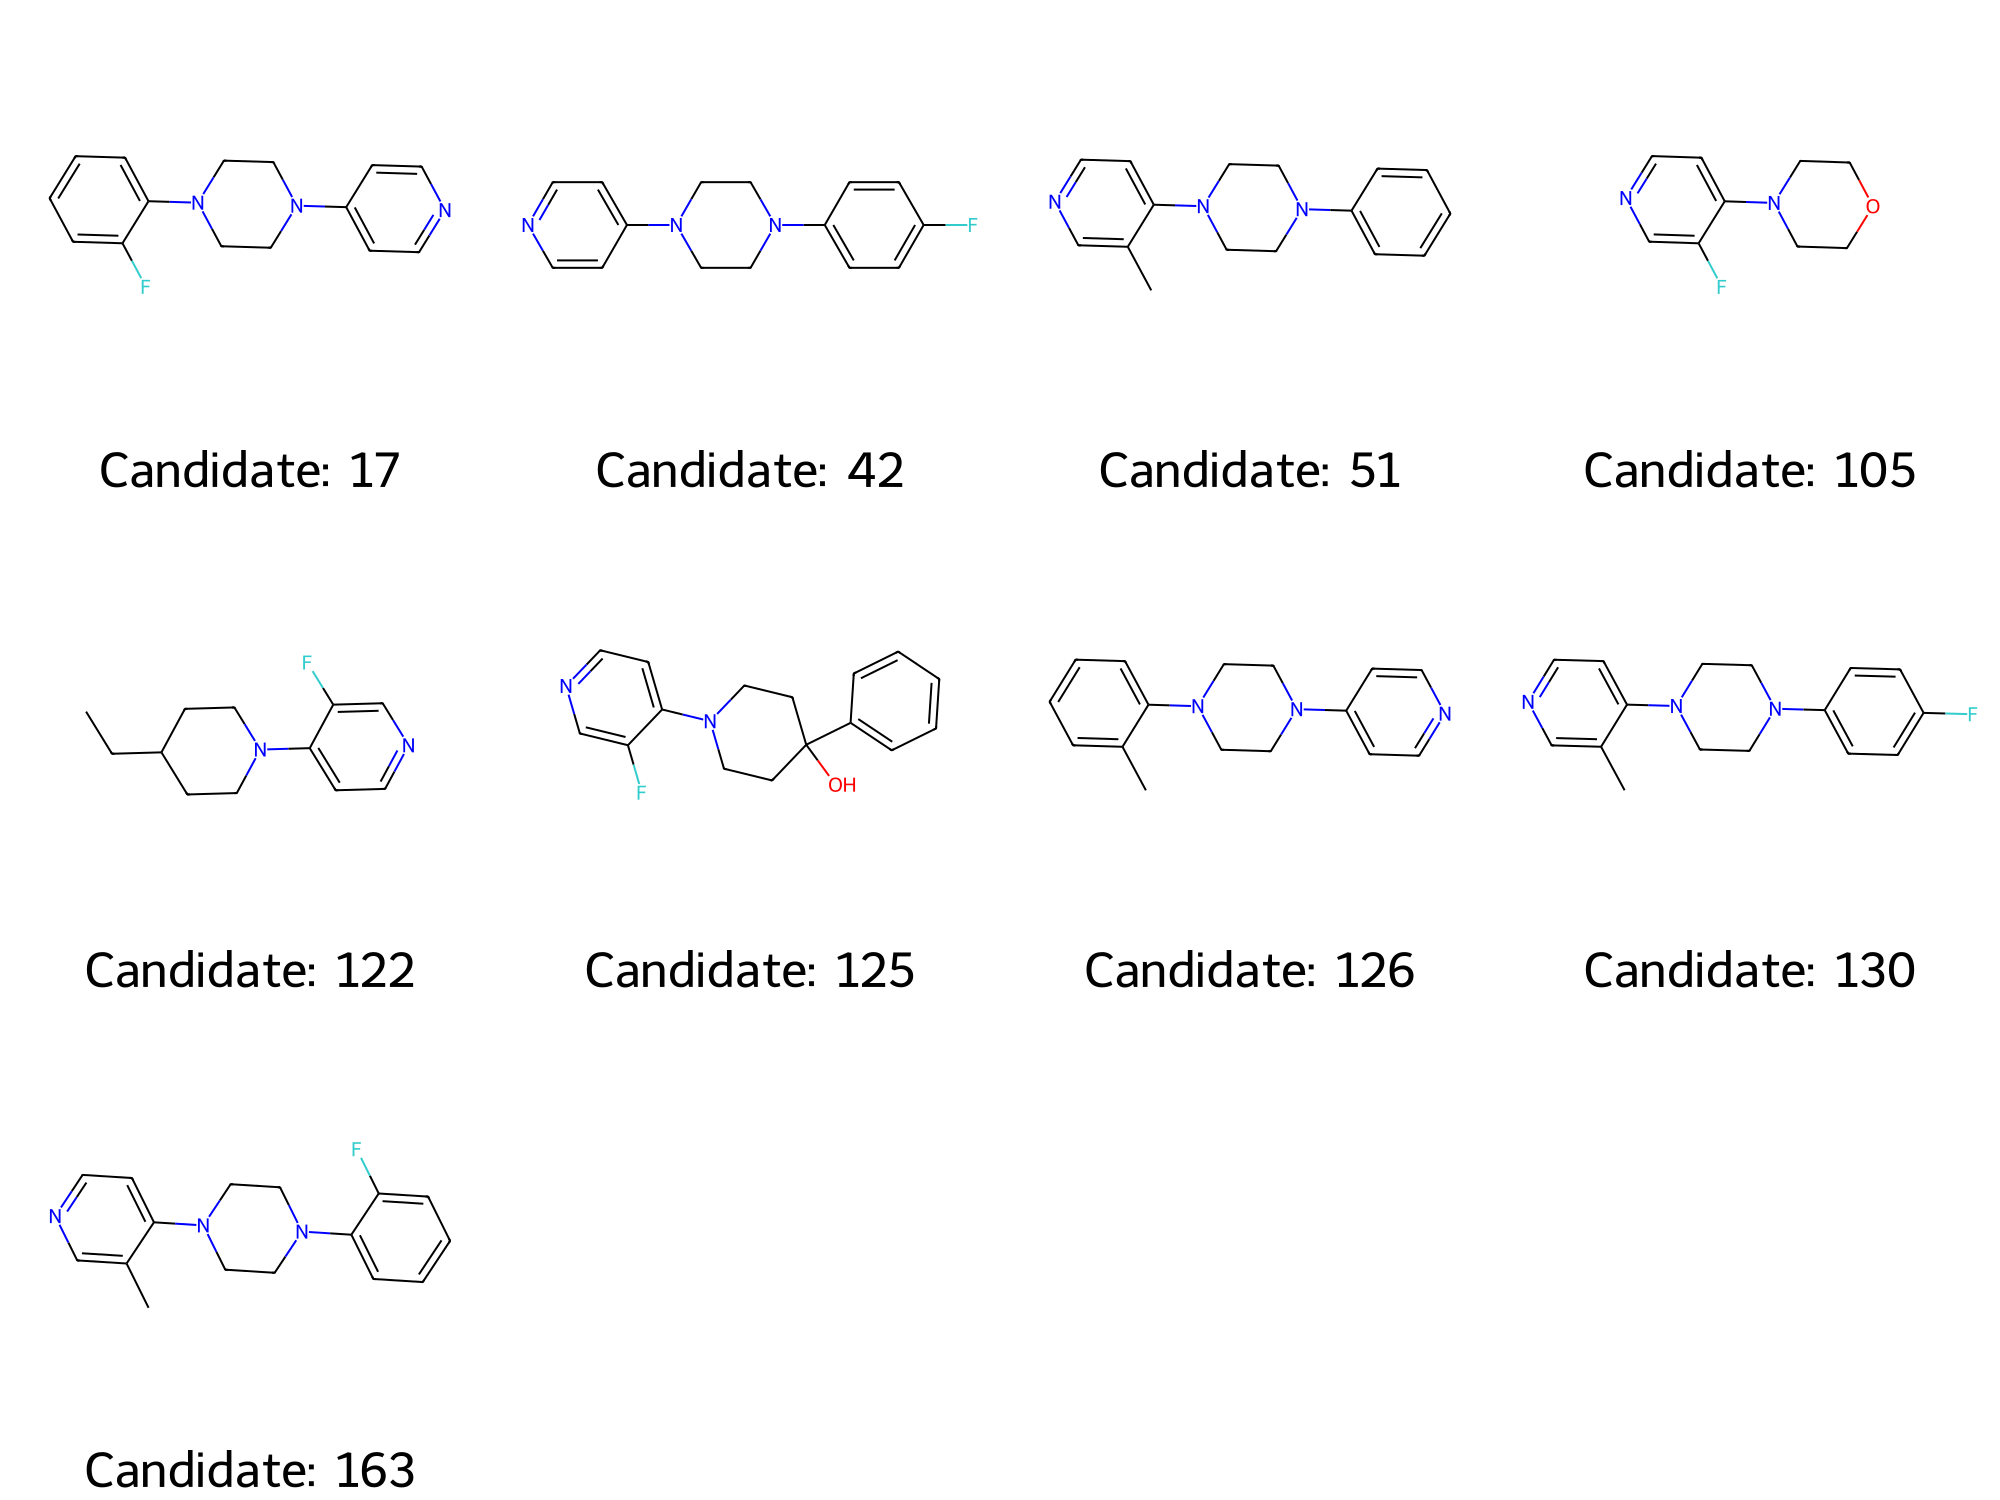 N N N F
N N N F
N N N
N N O F
Candidate: 17
Candidate: 42
Candidate: 51
Candidate: 105
F N N
N N F OH
N N N
N N N F
Candidate: 122
Candidate: 125
Candidate: 126
Candidate: 130
F N N N
Candidate: 163